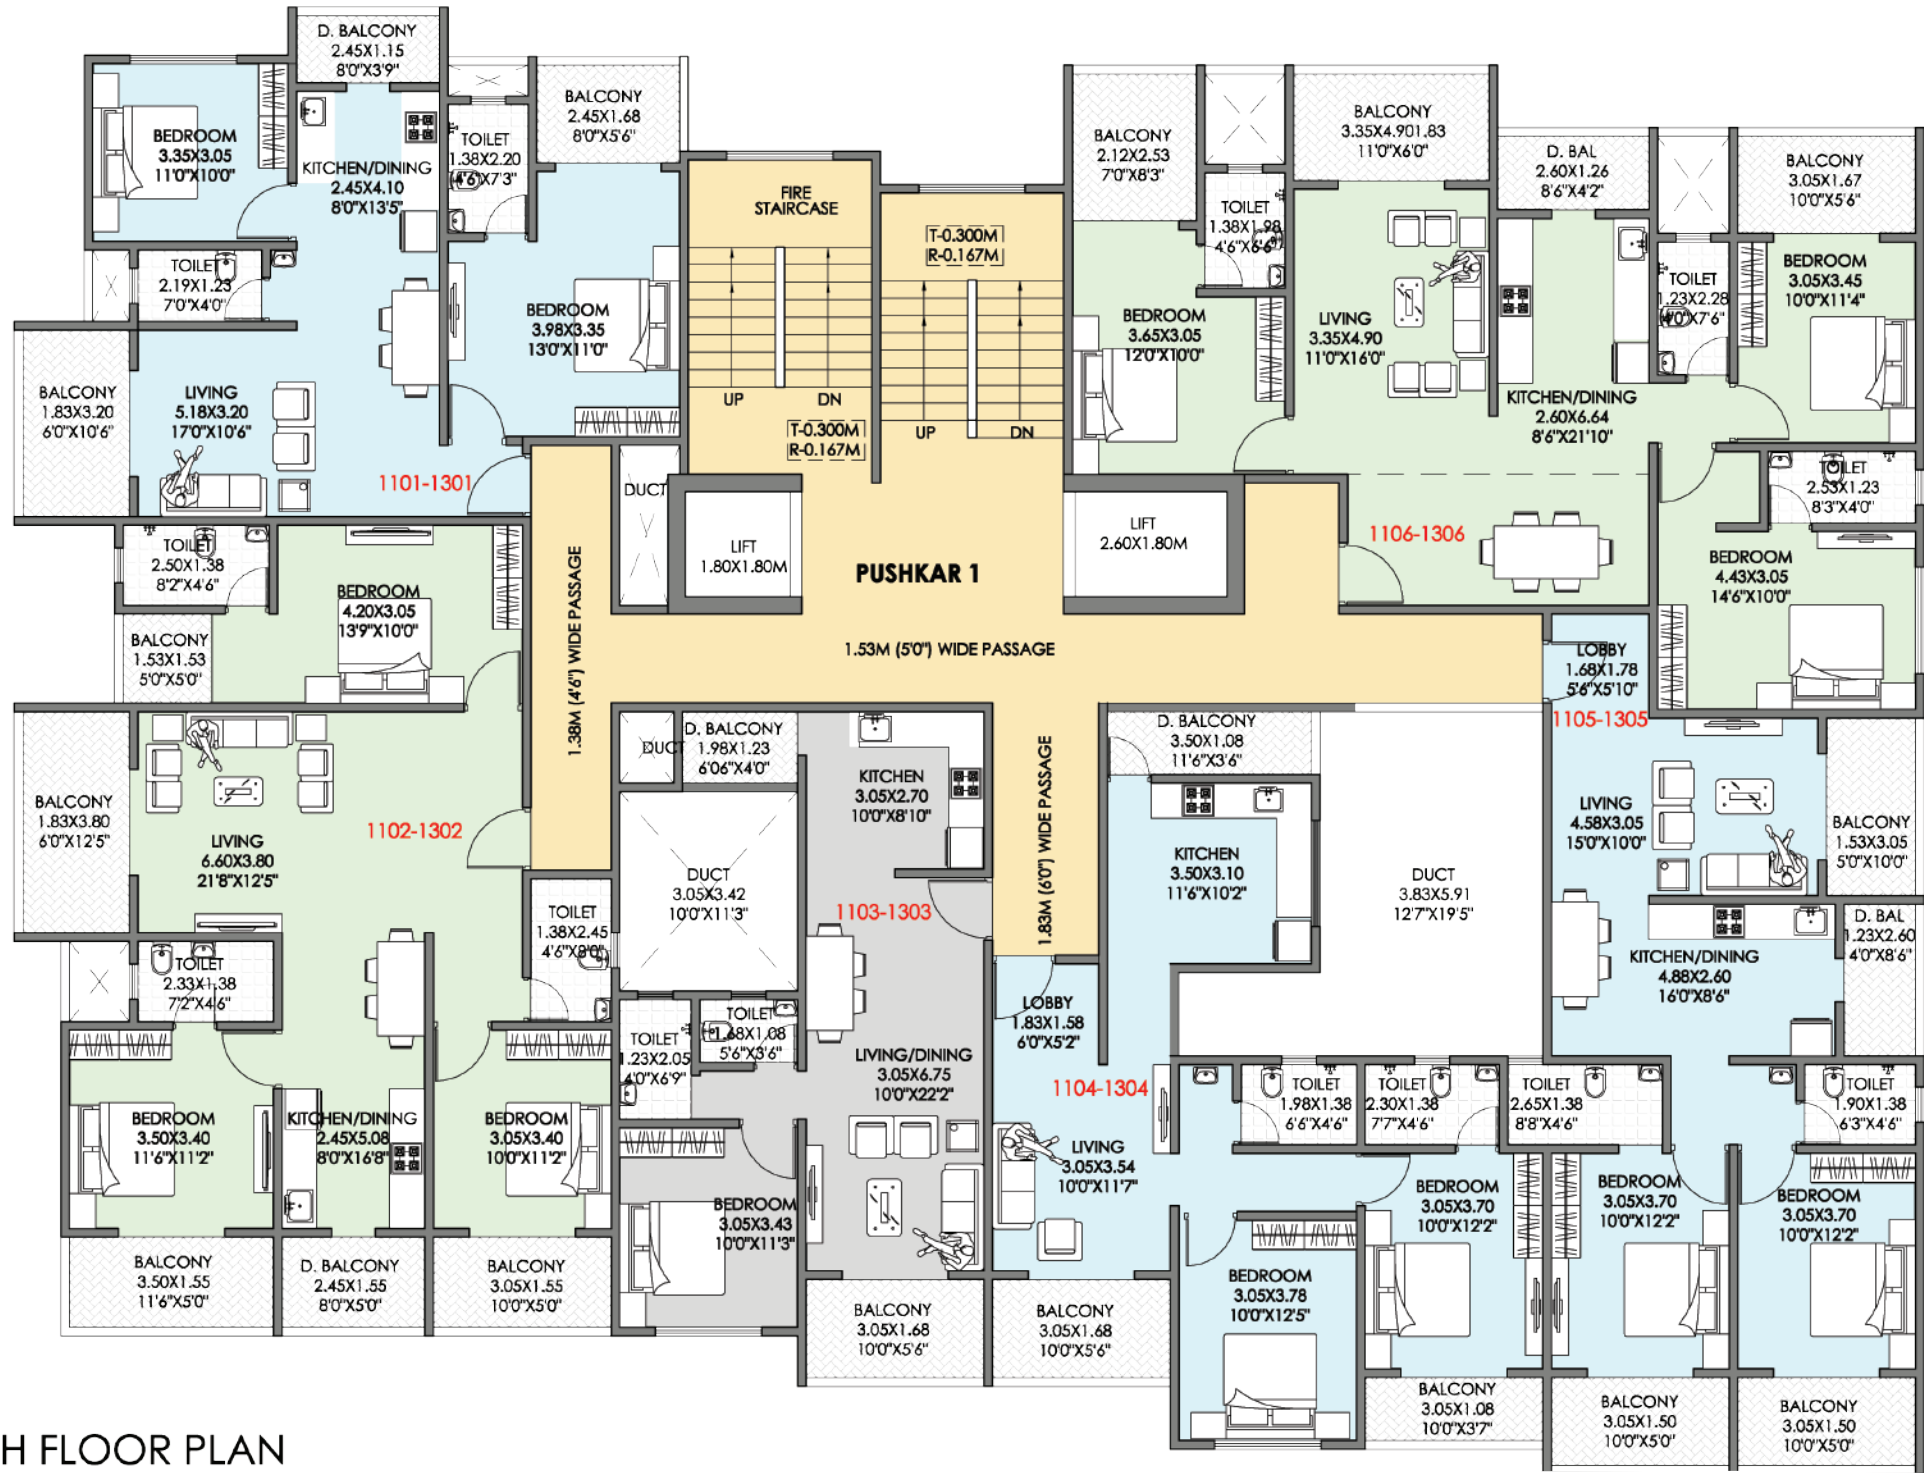 D. BALCONY
2.45X1.15
8'0"X3'9"
BEDROOM
3.35X3.05
11'0"X10'0"
KITCHEN/DINING
2.45X4.10
8'0"X13'5"
TOILET
1.38X2.20
4'6"X7'3"
BALCONY
2.45X1.68
8'0"X5'6"
TOILET
2.19X1.23
7'0"X4'0"
BEDROOM
3.98X3.35
13'0"X11'0"
BALCONY
1.83X3.20
6'0"X10'6"
LIVING
5.18X3.20
17'0"X10'6"
1101-1301
FIRE
STAIRCASE
UP
DN
T-0.300M
R-0.167M
T-0.300M
R-0.167M
UP
DN
DUCT
LIFT
1.80X1.80M
LIFT
2.60X1.80M
PUSHKAR 1
1.53M (5'0") WIDE PASSAGE
1.38M (4'6") WIDE PASSAGE
1.83M (6'0") WIDE PASSAGE
BALCONY
2.12X2.53
7'0"X8'3"
TOILET
1.38X1.98
4'6"X6'6"
BALCONY
3.35X4.901.83
11'0"X6'0"
D. BAL
2.60X1.26
8'6"X4'2"
BALCONY
3.05X1.67
10'0"X5'6"
BEDROOM
3.65X3.05
12'0"X10'0"
LIVING
3.35X4.90
11'0"X16'0"
KITCHEN/DINING
2.60X6.64
8'6"X21'10"
TOILET
1.23X2.28
4'0"X7'6"
BEDROOM
3.05X3.45
10'0"X11'4"
TOILET
2.53X1.23
8'3"X4'0"
BEDROOM
4.43X3.05
14'6"X10'0"
1106-1306
TOILET
2.50X1.38
8'2"X4'6"
BEDROOM
4.20X3.05
13'9"X10'0"
BALCONY
1.53X1.53
5'0"X5'0"
BALCONY
1.83X3.80
6'0"X12'5"
LIVING
6.60X3.80
21'8"X12'5"
1102-1302
TOILET
1.38X2.45
4'6"X8'0"
TOILET
2.33X1.38
7'2"X4'6"
BEDROOM
3.50X3.40
11'6"X11'2"
KITCHEN/DINING
2.45X5.08
8'0"X16'8"
BEDROOM
3.05X3.40
10'0"X11'2"
BALCONY
3.50X1.55
11'6"X5'0"
D. BALCONY
2.45X1.55
8'0"X5'0"
BALCONY
3.05X1.55
10'0"X5'0"
DUCT
D. BALCONY
1.98X1.23
6'06"X4'0"
KITCHEN
3.05X2.70
10'0"X8'10"
DUCT
3.05X3.42
10'0"X11'3"
1103-1303
TOILET
1.23X2.05
4'0"X6'9"
TOILET
1.68X1.08
5'6"X3'6"
LIVING/DINING
3.05X6.75
10'0"X22'2"
BEDROOM
3.05X3.43
10'0"X11'3"
BALCONY
3.05X1.68
10'0"X5'6"
D. BALCONY
3.50X1.08
11'6"X3'6"
KITCHEN
3.50X3.10
11'6"X10'2"
DUCT
3.83X5.91
12'7"X19'5"
LOBBY
1.83X1.58
6'0"X5'2"
1104-1304
LIVING
3.05X3.54
10'0"X11'7"
BALCONY
3.05X1.68
10'0"X5'6"
TOILET
1.98X1.38
6'6"X4'6"
TOILET
2.30X1.38
7'7"X4'6"
BEDROOM
3.05X3.78
10'0"X12'5"
BEDROOM
3.05X3.70
10'0"X12'2"
BALCONY
3.05X1.08
10'0"X3'7"
LOBBY
1.68X1.78
5'6"X5'10"
1105-1305
LIVING
4.58X3.05
15'0"X10'0"
BALCONY
1.53X3.05
5'0"X10'0"
KITCHEN/DINING
4.88X2.60
16'0"X8'6"
D. BAL
1.23X2.60
4'0"X8'6"
TOILET
2.65X1.38
8'8"X4'6"
TOILET
1.90X1.38
6'3"X4'6"
BEDROOM
3.05X3.70
10'0"X12'2"
BEDROOM
3.05X3.70
10'0"X12'2"
BALCONY
3.05X1.50
10'0"X5'0"
BALCONY
3.05X1.50
10'0"X5'0"
H FLOOR PLAN